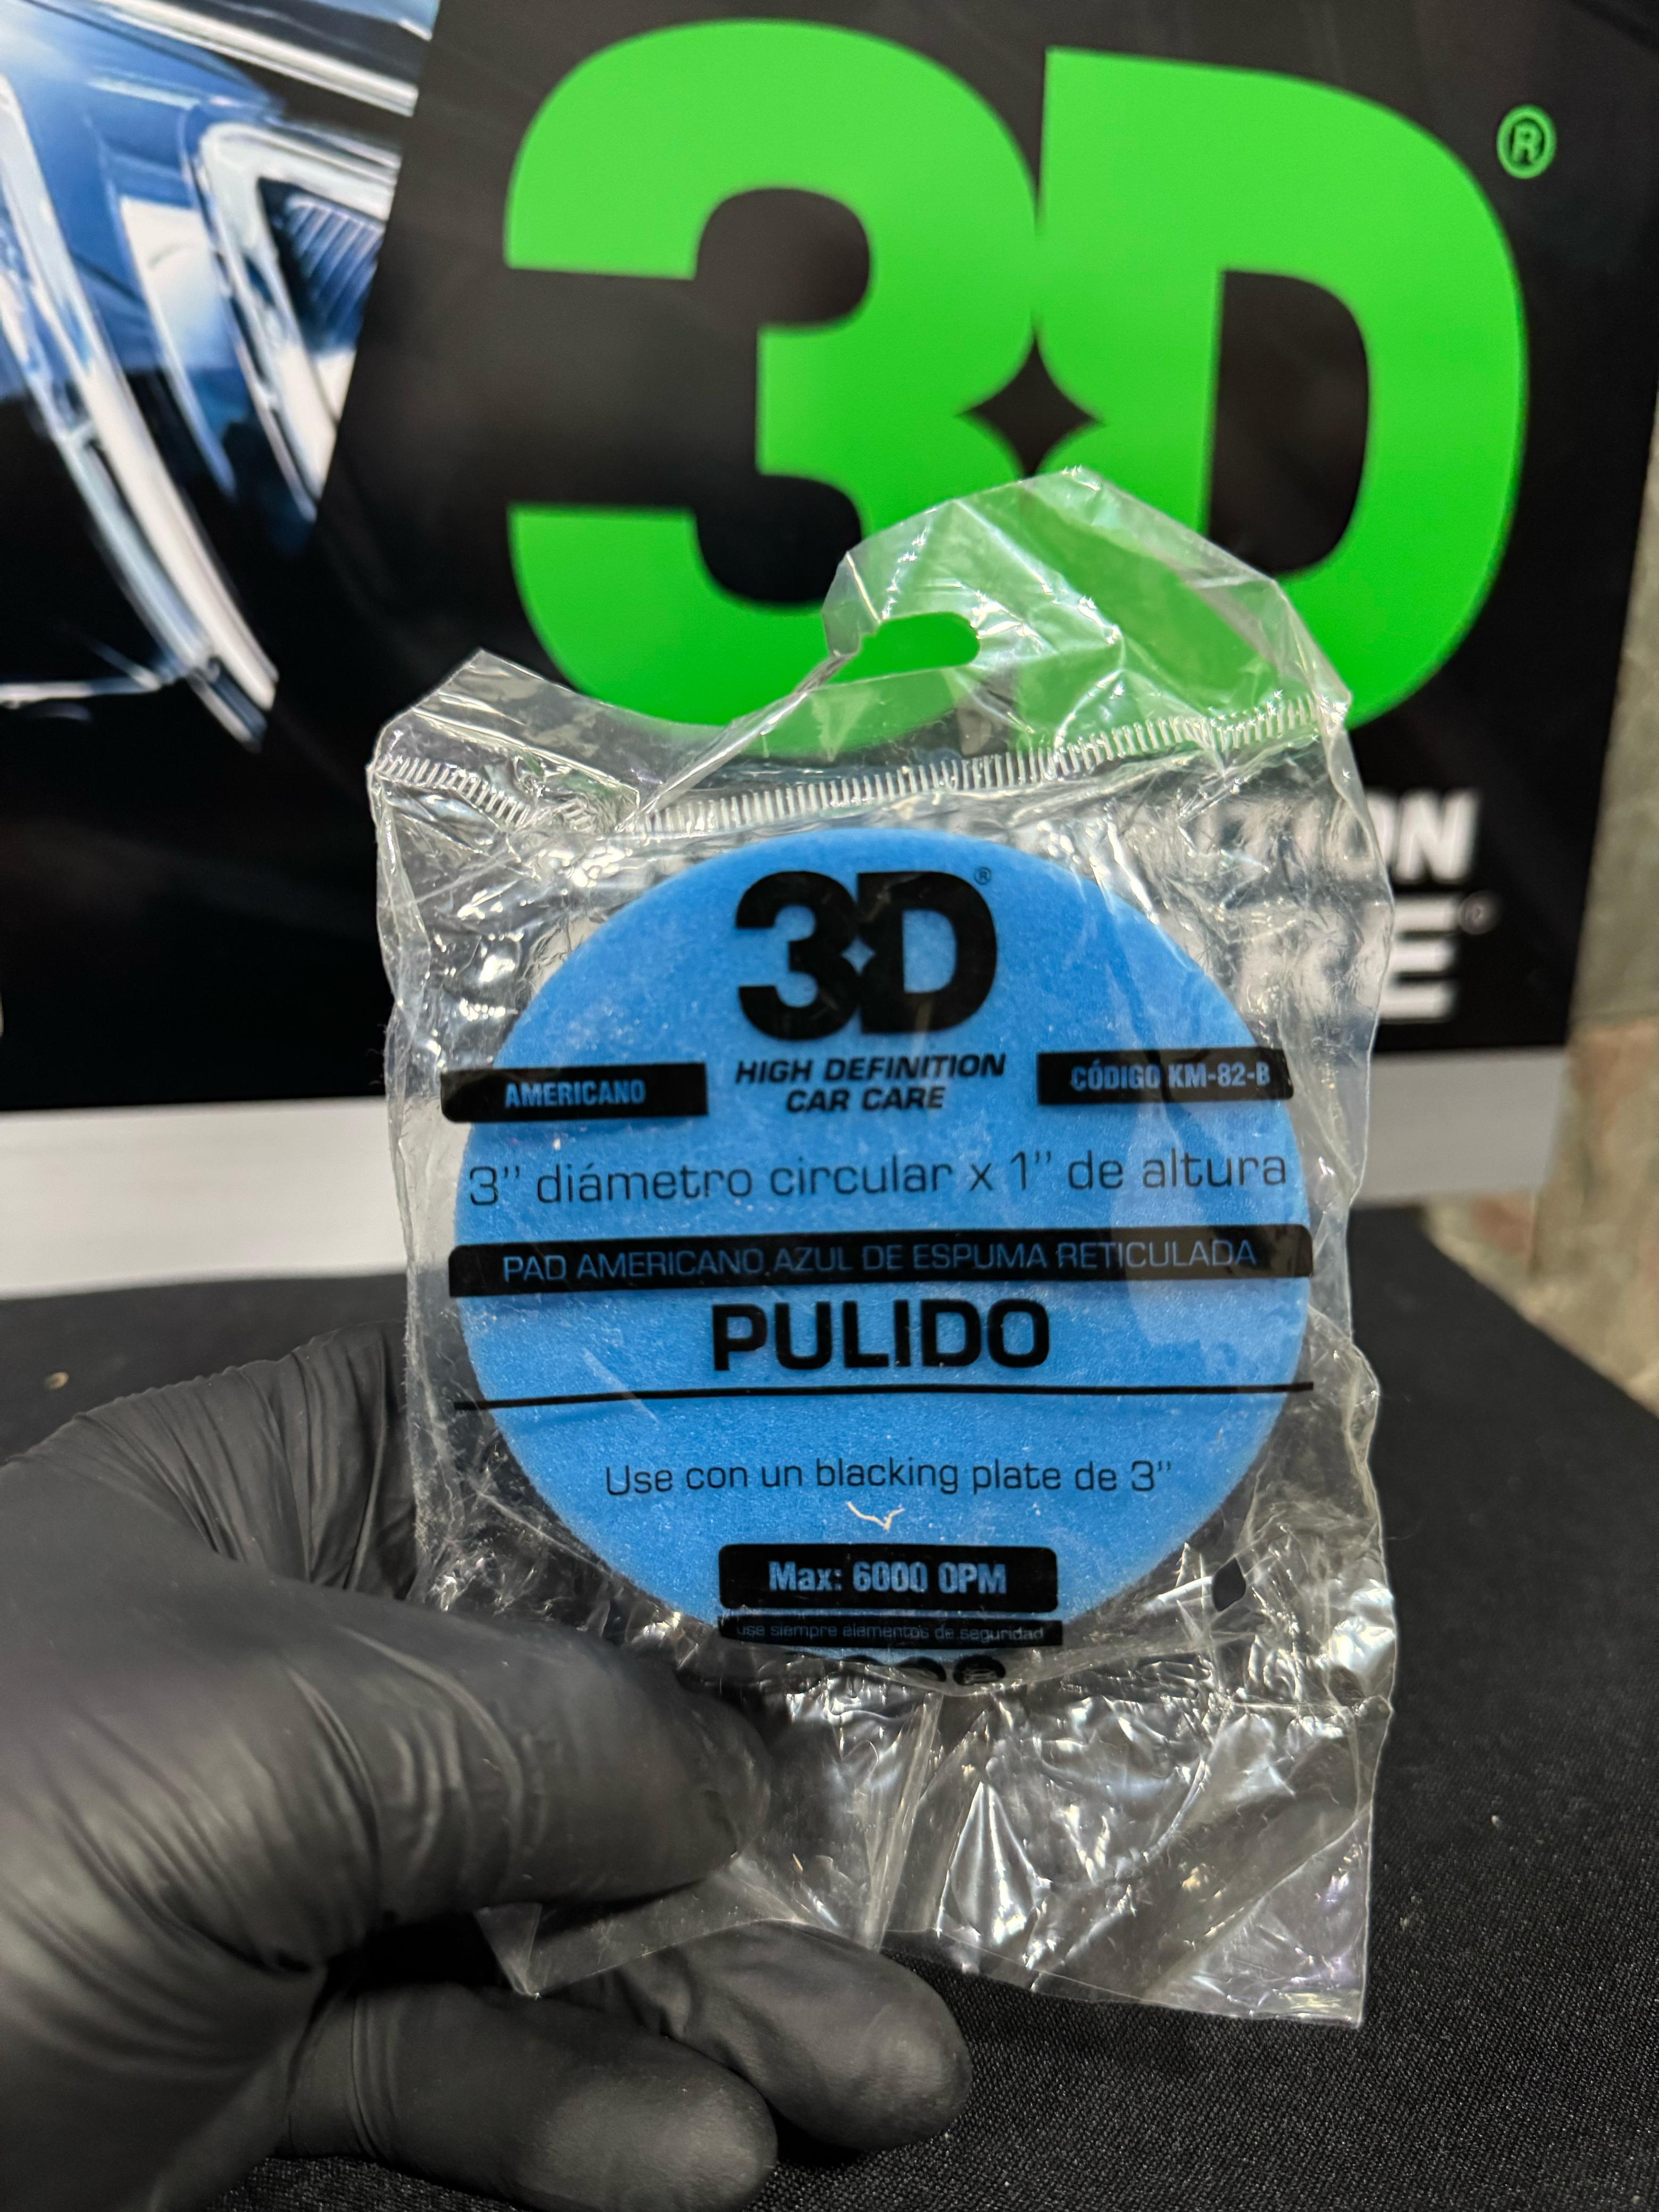 3D®
TION
E
3D®
HIGH DEFINITION
CAR CARE
AMERICANO
CÓDIGO KM-82-B
3’’ diámetro circular x 1’’ de altura
PAD AMERICANO AZUL DE ESPUMA RETICULADA
PULIDO
Use con un blacking plate de 3’’
Max: 6000 OPM
use siempre elementos de seguridad